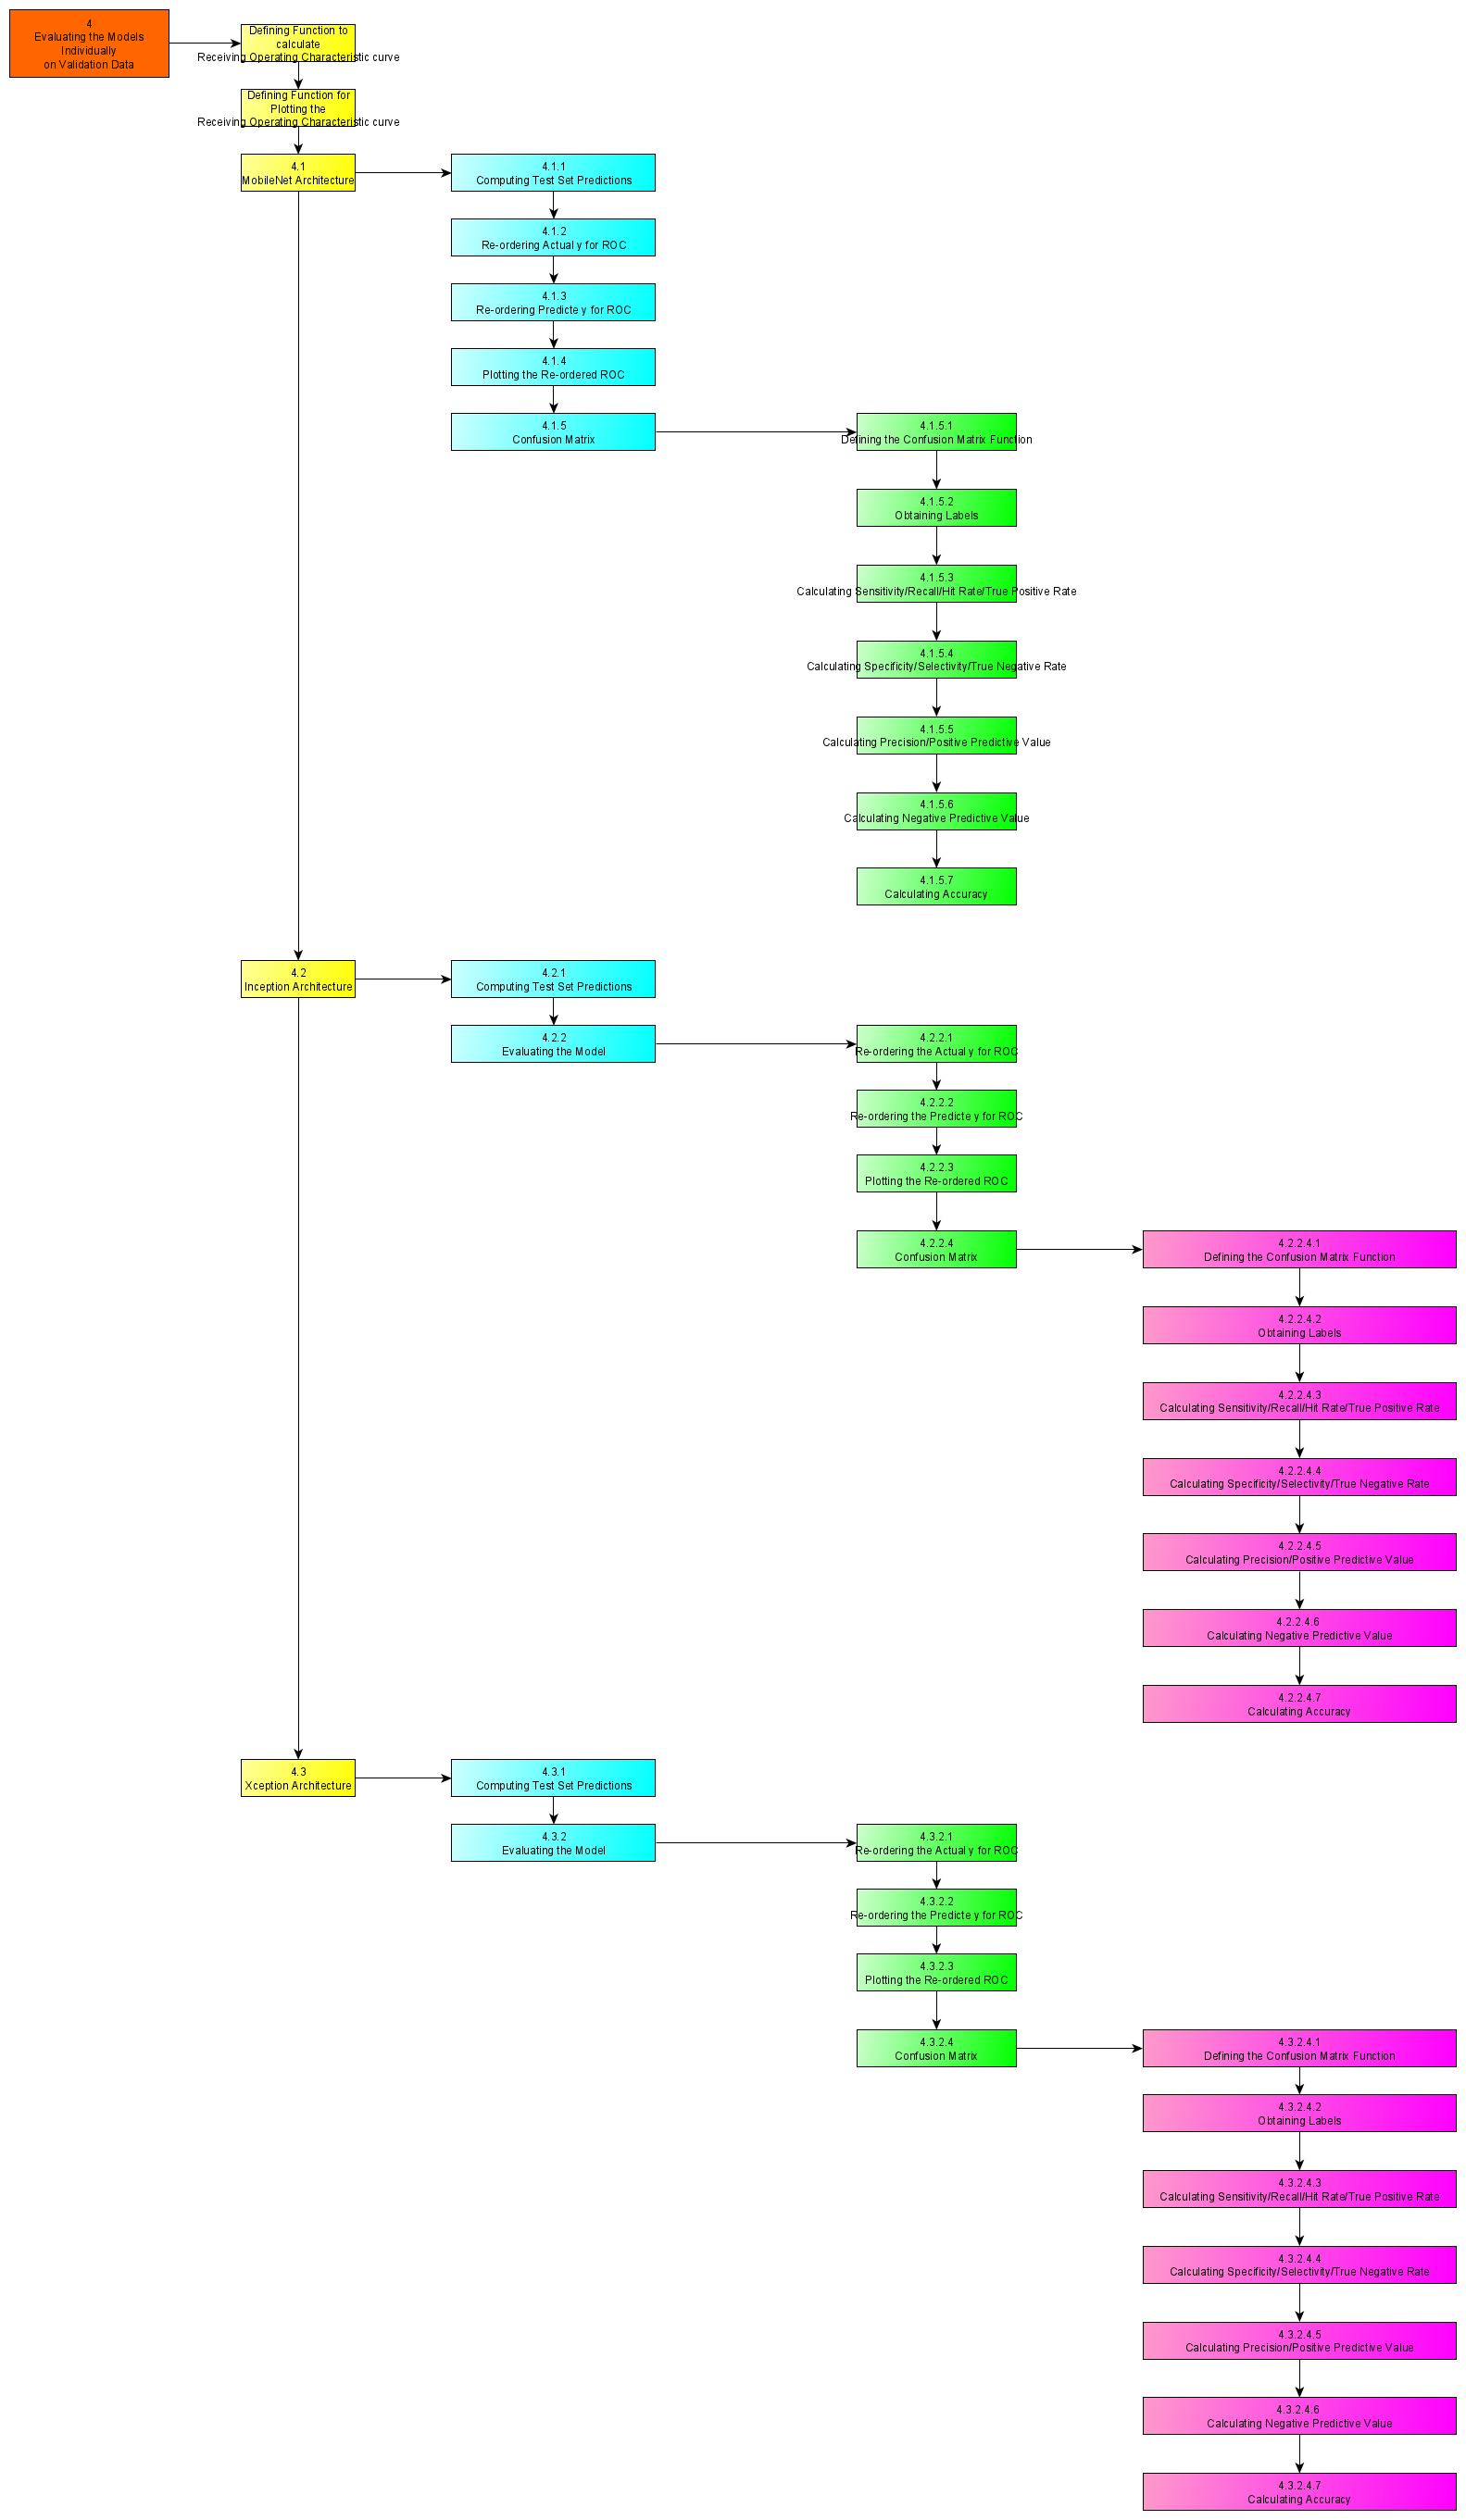 4
Evaluating the Models
Individually
on Validation Data
Defining Function to
calculate
Receiving Operating Characteristic curve
Defining Function for
Plotting the
Receiving Operating Characteristic curve
4.1
MobileNet Architecture
4.1.1
Computing Test Set Predictions
4.1.2
Re-ordering Actual y for ROC
4.1.3
Re-ordering Predicte y for ROC
4.1.4
Plotting the Re-ordered ROC
4.1.5
Confusion Matrix
4.1.5.1
Defining the Confusion Matrix Function
4.1.5.2
Obtaining Labels
4.1.5.3
Calculating Sensitivity/Recall/Hit Rate/True Positive Rate
4.1.5.4
Calculating Specificity/Selectivity/True Negative Rate
4.1.5.5
Calculating Precision/Positive Predictive Value
4.1.5.6
Calculating Negative Predictive Value
4.1.5.7
Calculating Accuracy
4.2
Inception Architecture
4.2.1
Computing Test Set Predictions
4.2.2
Evaluating the Model
4.2.2.1
Re-ordering the Actual y for ROC
4.2.2.2
Re-ordering the Predicte y for ROC
4.2.2.3
Plotting the Re-ordered ROC
4.2.2.4
Confusion Matrix
4.2.2.4.1
Defining the Confusion Matrix Function
4.2.2.4.2
Obtaining Labels
4.2.2.4.3
Calculating Sensitivity/Recall/Hit Rate/True Positive Rate
4.2.2.4.4
Calculating Specificity/Selectivity/True Negative Rate
4.2.2.4.5
Calculating Precision/Positive Predictive Value
4.2.2.4.6
Calculating Negative Predictive Value
4.2.2.4.7
Calculating Accuracy
4.3
Xception Architecture
4.3.1
Computing Test Set Predictions
4.3.2
Evaluating the Model
4.3.2.1
Re-ordering the Actual y for ROC
4.3.2.2
Re-ordering the Predicte y for ROC
4.3.2.3
Plotting the Re-ordered ROC
4.3.2.4
Confusion Matrix
4.3.2.4.1
Defining the Confusion Matrix Function
4.3.2.4.2
Obtaining Labels
4.3.2.4.3
Calculating Sensitivity/Recall/Hit Rate/True Positive Rate
4.3.2.4.4
Calculating Specificity/Selectivity/True Negative Rate
4.3.2.4.5
Calculating Precision/Positive Predictive Value
4.3.2.4.6
Calculating Negative Predictive Value
4.3.2.4.7
Calculating Accuracy